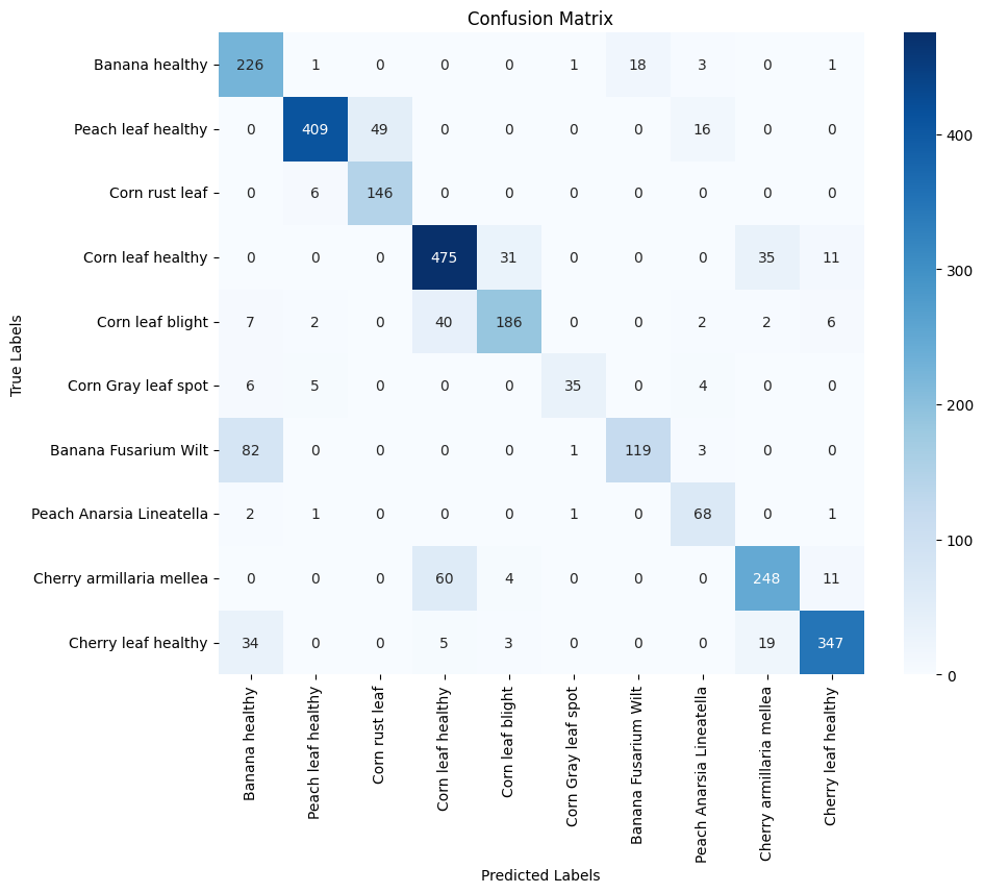 Confusion Matrix
Banana healthy 226 1 0 0 0 1 18 3 0 1
Peach leaf healthy 0 409 49 0 0 0 0 16 0 0
Corn rust leaf 0 6 146 0 0 0 0 0 0 0
Corn leaf healthy 0 0 0 475 31 0 0 0 35 11
Corn leaf blight 7 2 0 40 186 0 0 2 2 6
Corn Gray leaf spot 6 5 0 0 0 35 0 4 0 0
Banana Fusarium Wilt 82 0 0 0 0 1 119 3 0 0
Peach Anarsia Lineatella 2 1 0 0 0 1 0 68 0 1
Cherry armillaria mellea 0 0 0 60 4 0 0 0 248 11
Cherry leaf healthy 34 0 0 5 3 0 0 0 19 347
True Labels
Banana healthy
Peach leaf healthy
Corn rust leaf
Corn leaf healthy
Corn leaf blight
Corn Gray leaf spot
Banana Fusarium Wilt
Peach Anarsia Lineatella
Cherry armillaria mellea
Cherry leaf healthy
Predicted Labels
400
300
200
100
0